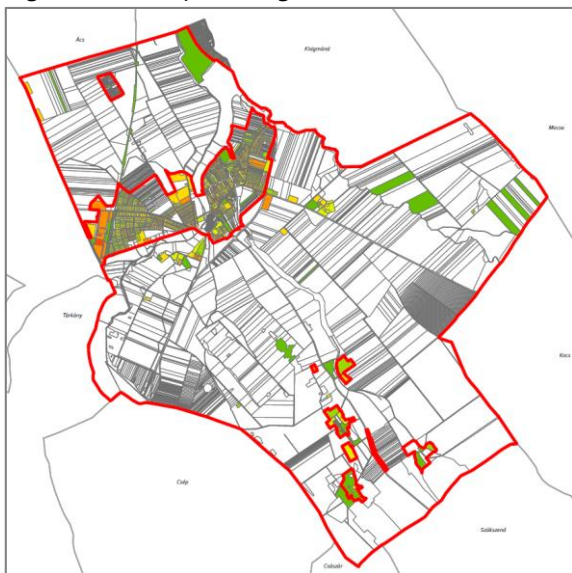 Ács
Kisigmánd
Mocsa
Tárkány
Kocs
Csép
Szákszend
Császár